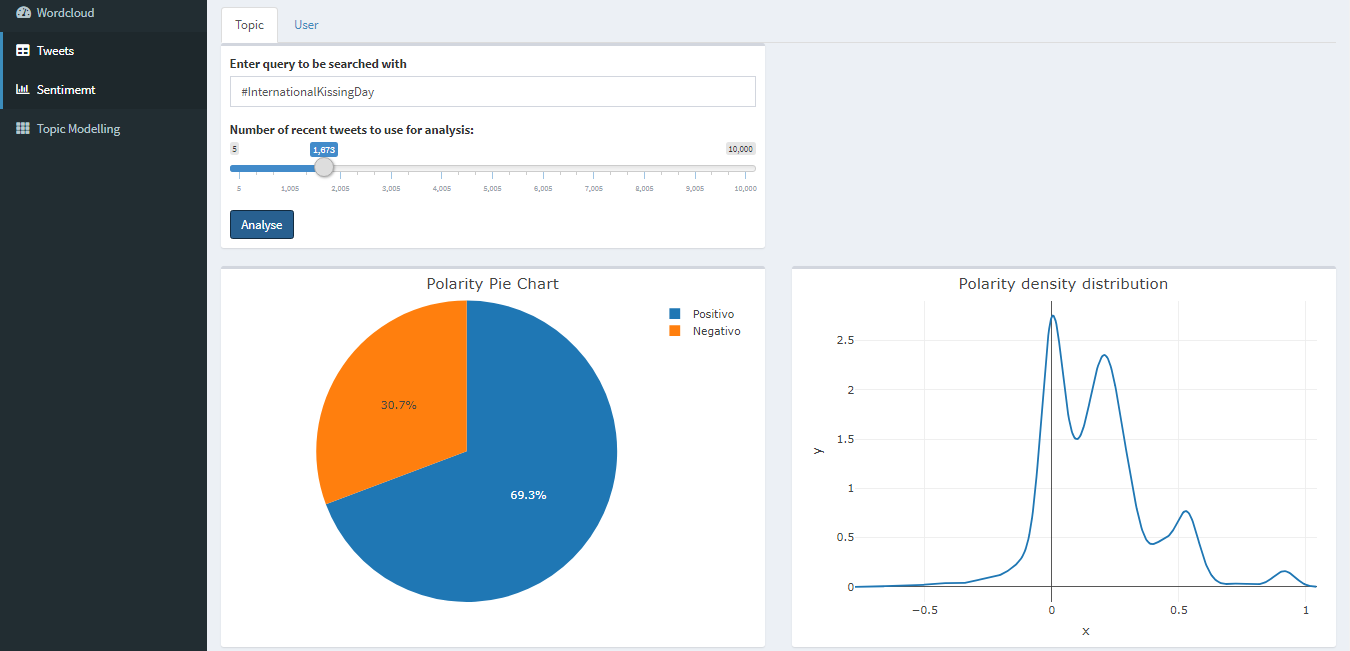 Wordcloud
Tweets
Sentimemt
Topic Modelling
Topic User
Enter query to be searched with
#InternationalKissingDay
Number of recent tweets to use for analysis:
5 1,673 10,000
5 1,005 2,005 3,005 4,005 5,005 6,005 7,005 8,005 9,005 10,000
Analyse
Polarity Pie Chart
Positivo
Negativo
30.7%
69.3%
Polarity density distribution
2.5
2
1.5
1
0.5
0
y
−0.5 0 0.5 1
x